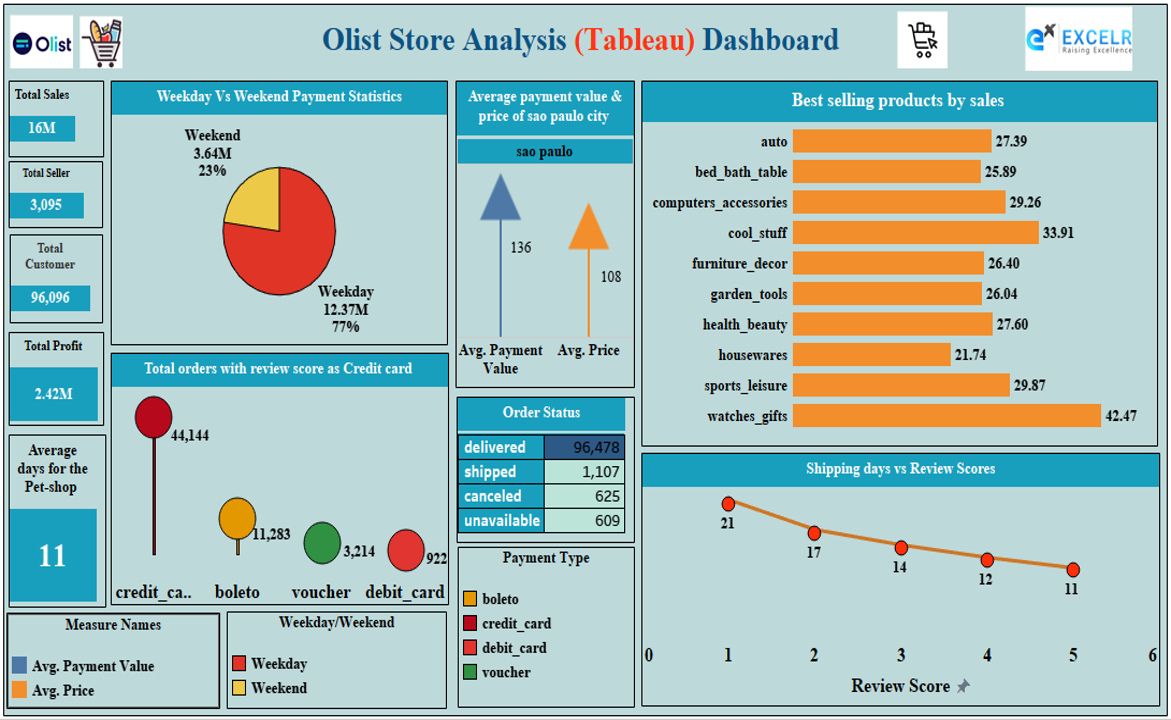 Olist
Olist Store Analysis (Tableau) Dashboard
eX EXCELR
Raising Excellence
Total Sales
16M
Total Seller
3,095
Total
Customer
96,096
Total Profit
2.42M
Average
days for the
Pet-shop
11
Weekday Vs Weekend Payment Statistics
Weekend
3.64M
23%
Weekday
12.37M
77%
Total orders with review score as Credit card
44,144
11,283
3,214
922
credit_ca..
boleto
voucher
debit_card
Measure Names
Avg. Payment Value
Avg. Price
Weekday/Weekend
Weekday
Weekend
Average payment value &
price of sao paulo city
sao paulo
136
108
Avg. Payment
Value
Avg. Price
Order Status
delivered 96,478
shipped 1,107
canceled 625
unavailable 609
Payment Type
boleto
credit_card
debit_card
voucher
Best selling products by sales
auto 27.39
bed_bath_table 25.89
computers_accessories 29.26
cool_stuff 33.91
furniture_decor 26.40
garden_tools 26.04
health_beauty 27.60
housewares 21.74
sports_leisure 29.87
watches_gifts 42.47
Shipping days vs Review Scores
21
17
14
12
11
0 1 2 3 4 5 6
Review Score